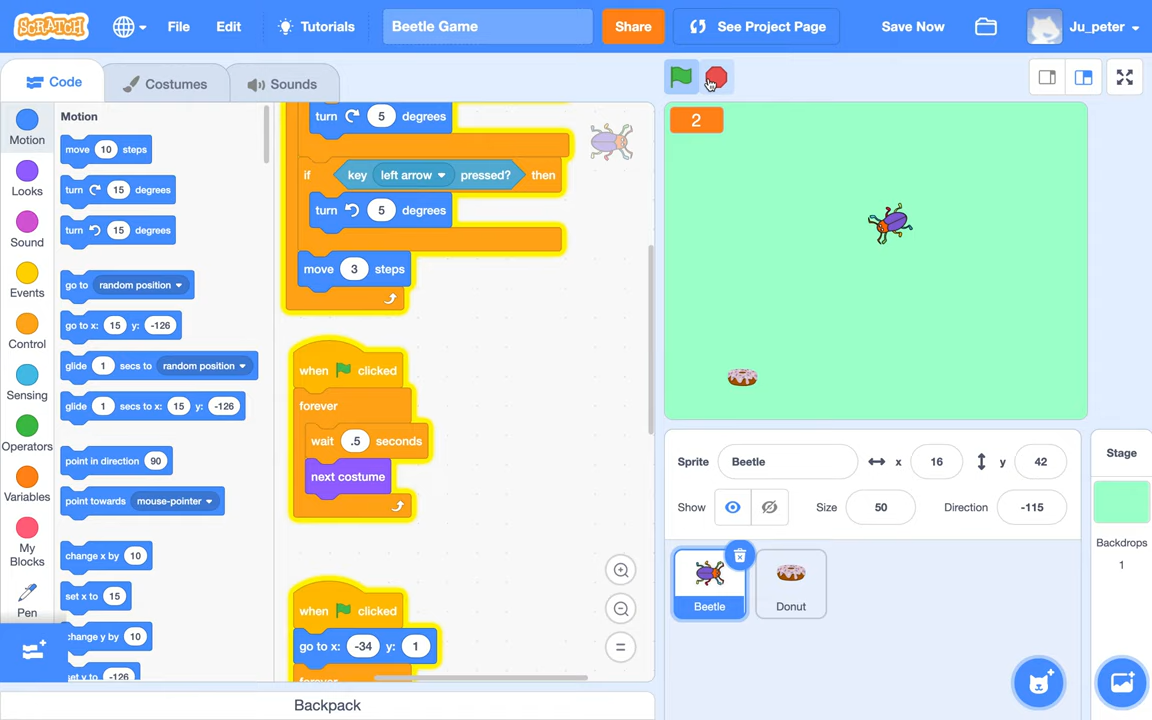 SCRATCH File Edit Tutorials Beetle Game Share See Project Page Save Now Ju_peter
Code Costumes Sounds
Motion
Looks
Sound
Events
Control
Sensing
Operators
Variables
My
Blocks
Pen
Motion
move 10 steps
turn 15 degrees
turn 15 degrees
go to random position
go to x: 15 y: -126
glide 1 secs to random position
glide 1 secs to x: 15 y: -126
point in direction 90
point towards mouse-pointer
change x by 10
set x to 15
change y by 10
set y to -126
turn 5 degrees
if key left arrow pressed? then
turn 5 degrees
move 3 steps
when clicked
forever
wait .5 seconds
next costume
when clicked
go to x: -34 y: 1
forever
Backpack
2
Sprite Beetle x 16 y 42
Show Size 50 Direction -115
Beetle
Donut
Stage
Backdrops
1